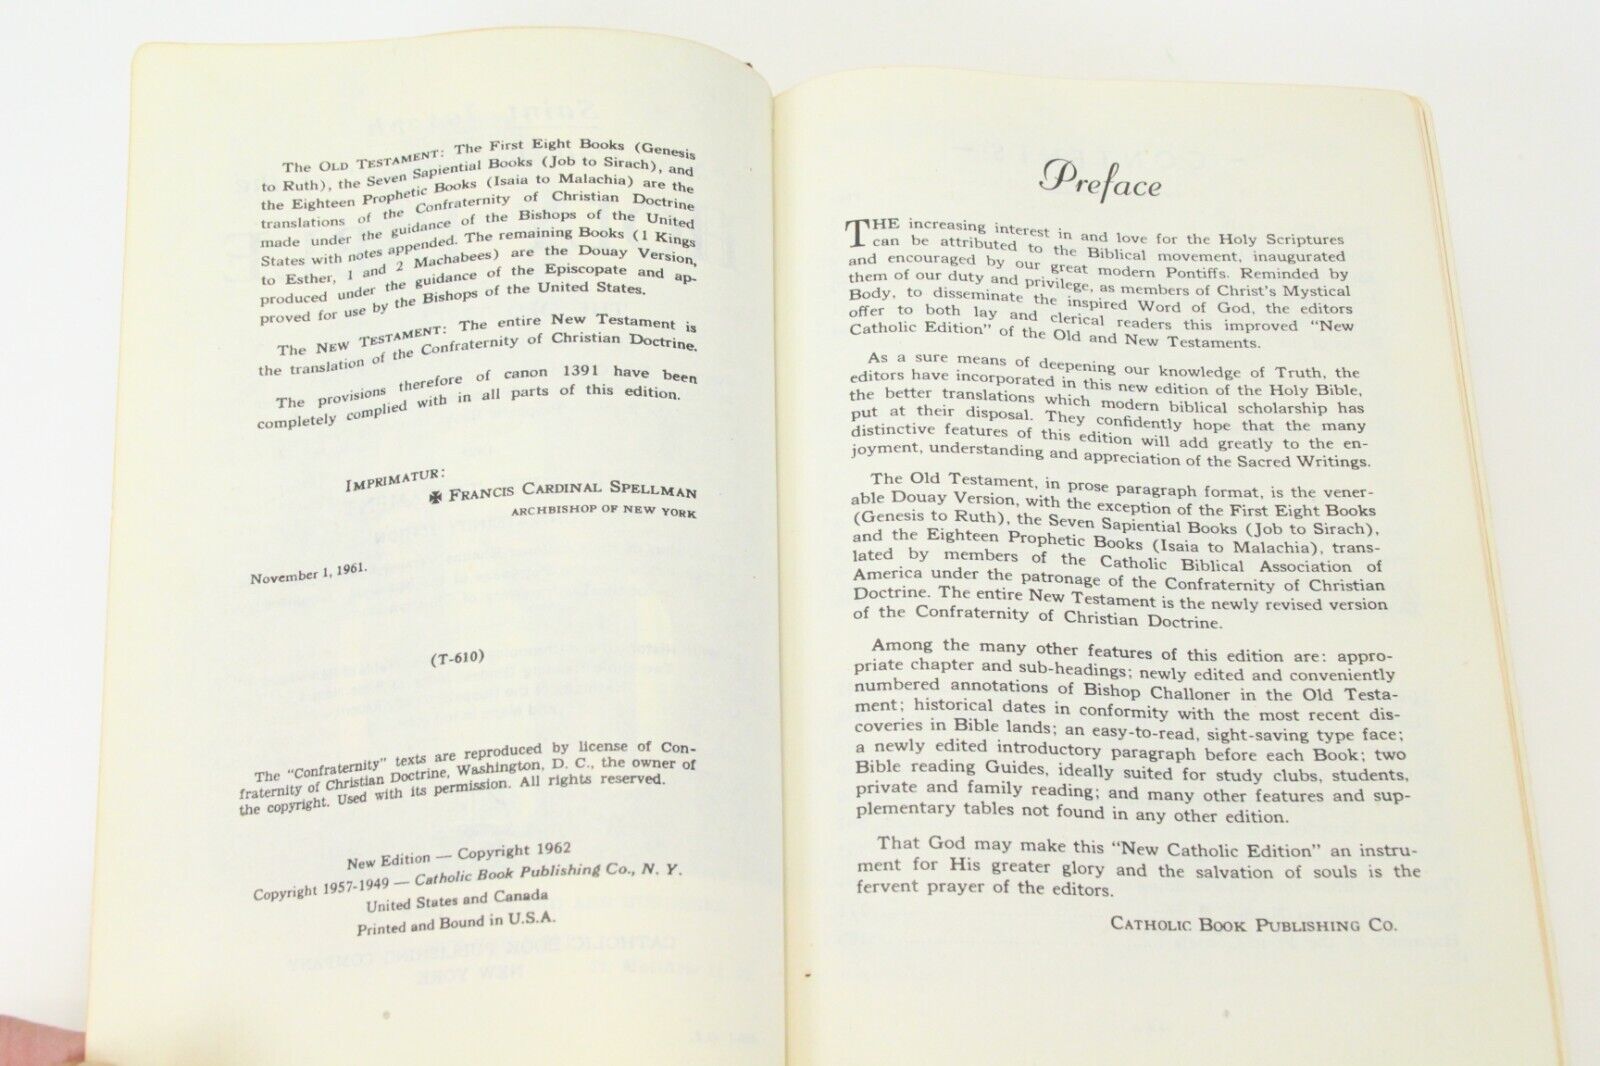 The OLD TESTAMENT: The First Eight Books (Genesis
to Ruth), the Seven Sapiential Books (Job to Sirach), and
the Eighteen Prophetic Books (Isaia to Malachia) are the
translations of the Confraternity of Christian Doctrine
made under the guidance of the Bishops of the United
States with notes appended. The remaining Books (1 Kings
to Esther, 1 and 2 Machabees) are the Douay Version,
produced under the guidance of the Episcopate and ap-
proved for use by the Bishops of the United States.
The NEW TESTAMENT: The entire New Testament is
the translation of the Confraternity of Christian Doctrine.
The provisions therefore of canon 1391 have been
completely complied with in all parts of this edition.
IMPRIMATUR:
✠ FRANCIS CARDINAL SPELLMAN
ARCHBISHOP OF NEW YORK
November 1, 1961.
(T-610)
The "Confraternity" texts are reproduced by license of Con-
fraternity of Christian Doctrine, Washington, D. C., the owner of
the copyright. Used with its permission. All rights reserved.
New Edition — Copyright 1962
Copyright 1957-1949 — Catholic Book Publishing Co., N. Y.
United States and Canada
Printed and Bound in U.S.A.
Preface
THE increasing interest in and love for the Holy Scriptures
can be attributed to the Biblical movement, inaugurated
and encouraged by our great modern Pontiffs. Reminded by
them of our duty and privilege, as members of Christ's Mystical
Body, to disseminate the inspired Word of God, the editors
offer to both lay and clerical readers this improved "New
Catholic Edition" of the Old and New Testaments.
As a sure means of deepening our knowledge of Truth, the
editors have incorporated in this new edition of the Holy Bible,
the better translations which modern biblical scholarship has
put at their disposal. They confidently hope that the many
distinctive features of this edition will add greatly to the en-
joyment, understanding and appreciation of the Sacred Writings.
The Old Testament, in prose paragraph format, is the vener-
able Douay Version, with the exception of the First Eight Books
(Genesis to Ruth), the Seven Sapiential Books (Job to Sirach),
and the Eighteen Prophetic Books (Isaia to Malachia), trans-
lated by members of the Catholic Biblical Association of
America under the patronage of the Confraternity of Christian
Doctrine. The entire New Testament is the newly revised version
of the Confraternity of Christian Doctrine.
Among the many other features of this edition are: appro-
priate chapter and sub-headings; newly edited and conveniently
numbered annotations of Bishop Challoner in the Old Testa-
ment; historical dates in conformity with the most recent dis-
coveries in Bible lands; an easy-to-read, sight-saving type face;
a newly edited introductory paragraph before each Book; two
Bible reading Guides, ideally suited for study clubs, students,
private and family reading; and many other features and sup-
plementary tables not found in any other edition.
That God may make this "New Catholic Edition" an instru-
ment for His greater glory and the salvation of souls is the
fervent prayer of the editors.
CATHOLIC BOOK PUBLISHING CO.